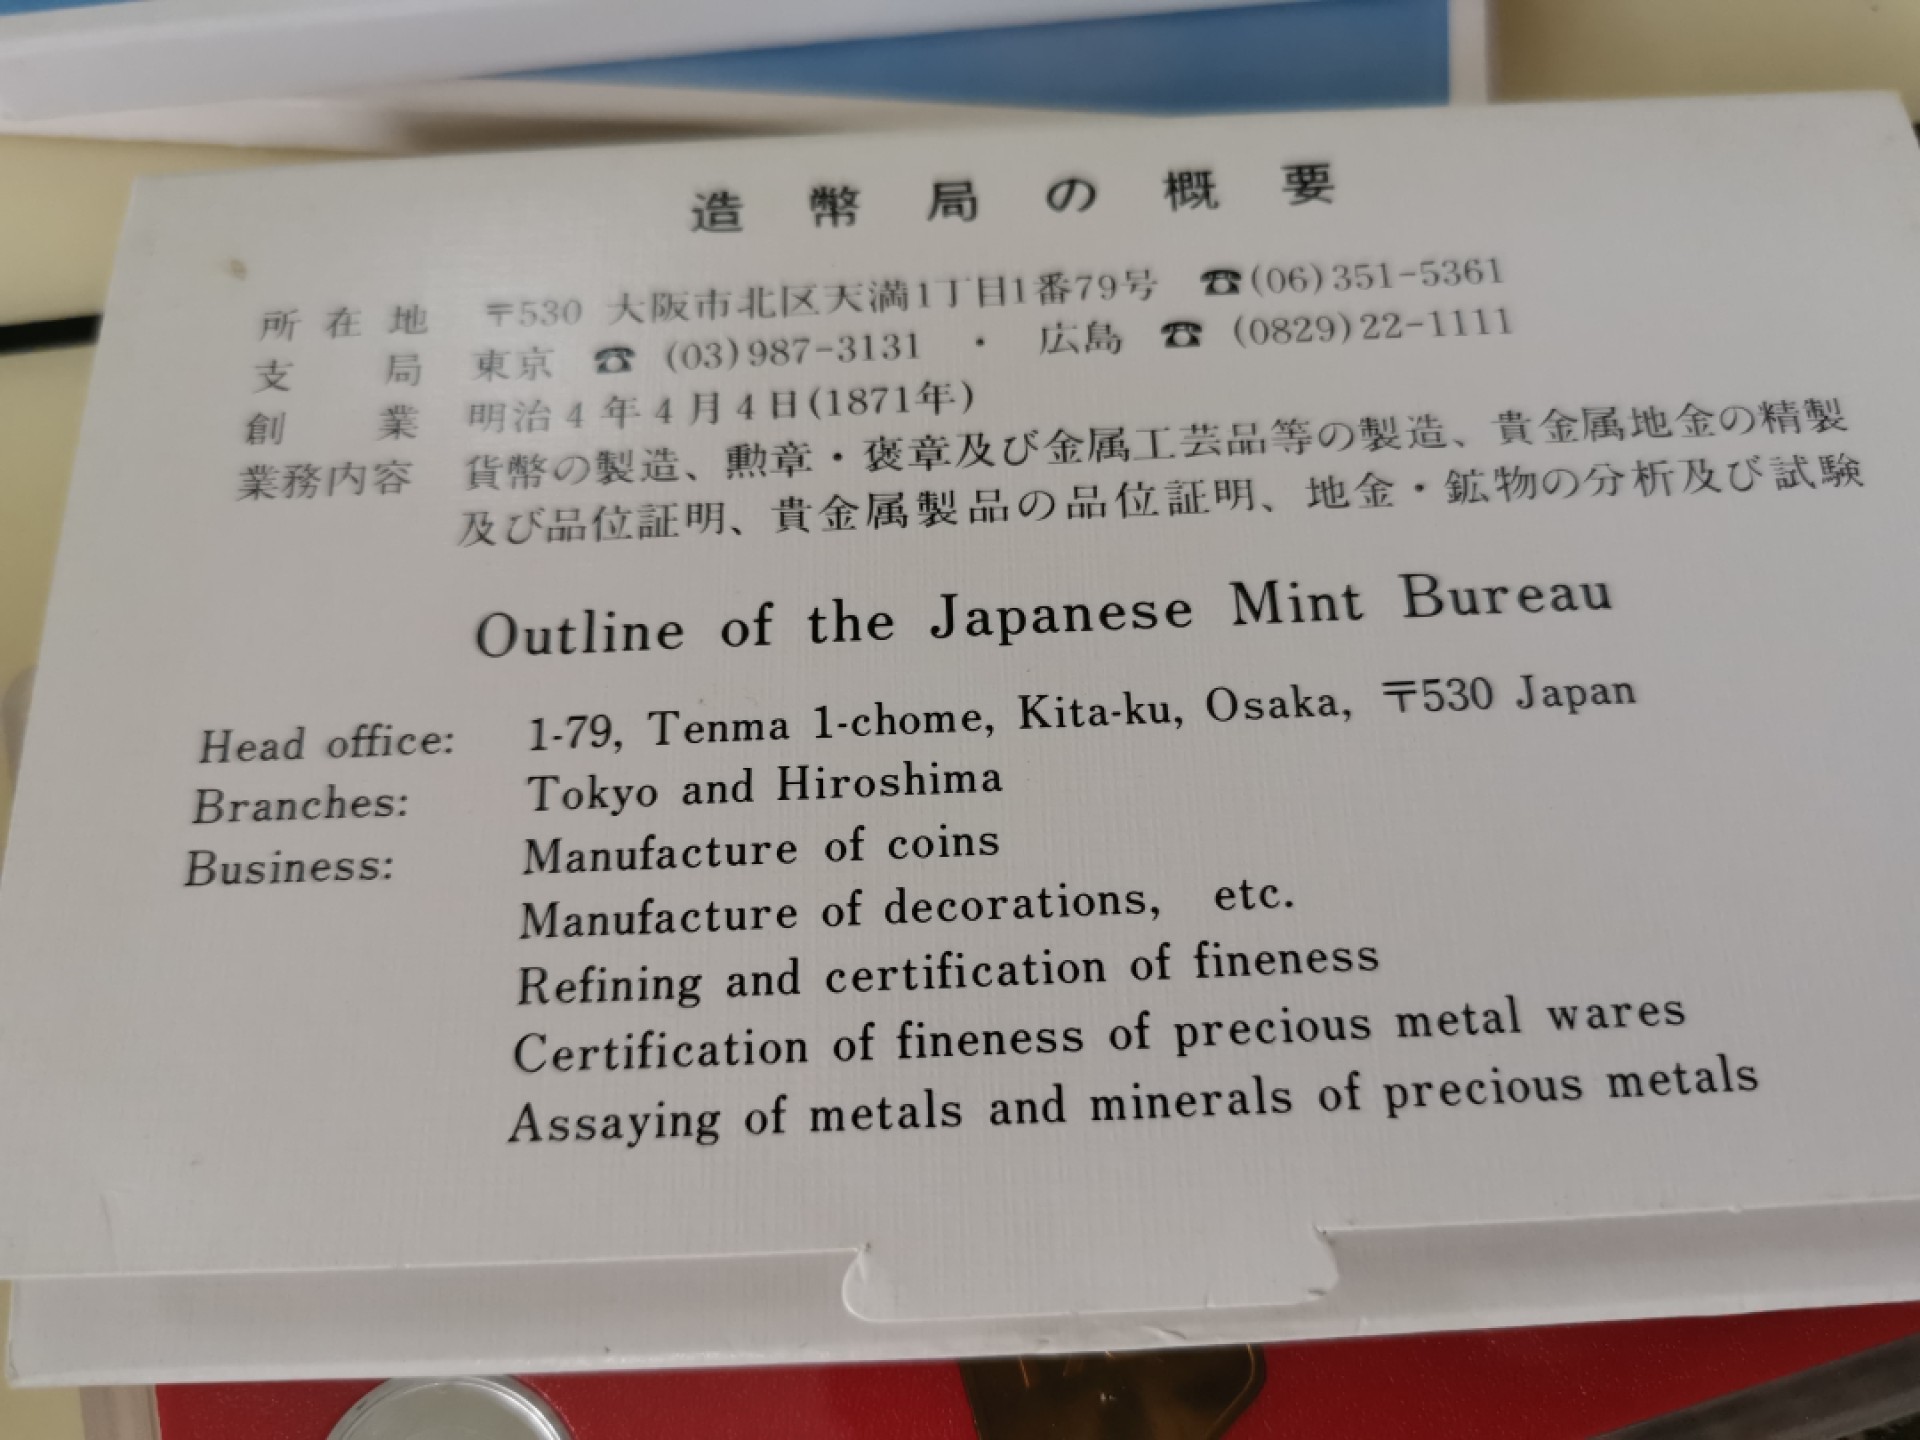 造幣局の概要
所在地 〒530 大阪市北区天満1丁目1番79号 ☎(06)351-5361
支局 東京 ☎ (03)987-3131 ・ 広島 ☎ (0829)22-1111
創業 明治4年4月4日(1871年)
業務内容 貨幣の製造、勲章・褒章及び金属工芸品等の製造、貴金属地金の精製
及び品位証明、貴金属製品の品位証明、地金・鉱物の分析及び試験
Outline of the Japanese Mint Bureau
Head office: 1-79, Tenma 1-chome, Kita-ku, Osaka, 〒530 Japan
Branches: Tokyo and Hiroshima
Business: Manufacture of coins
Manufacture of decorations, etc.
Refining and certification of fineness
Certification of fineness of precious metal wares
Assaying of metals and minerals of precious metals